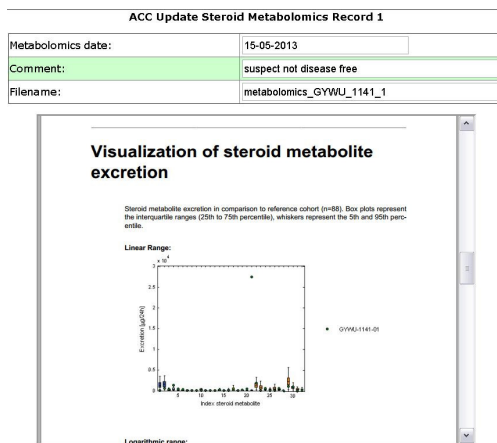 ACC Update Steroid Metabolomics Record 1
Metabolomics date: 15-05-2013
Comment: suspect not disease free
Filename: metabolomics_GYWU_1141_1
Visualization of steroid metabolite
excretion
Steroid metabolite excretion in comparison to reference cohort (n=88). Box plots represent
the interquartile ranges (25th to 75th percentile), whiskers represent the 5th and 95th perc-
entile.
Linear Range:
x 10^4
3
2.5
2
1.5
1
0.5
0
Excretion [µg/24h]
5 10 15 20 25 30
Index steroid metabolite
GYWU-1141-01
Logarithmic range: